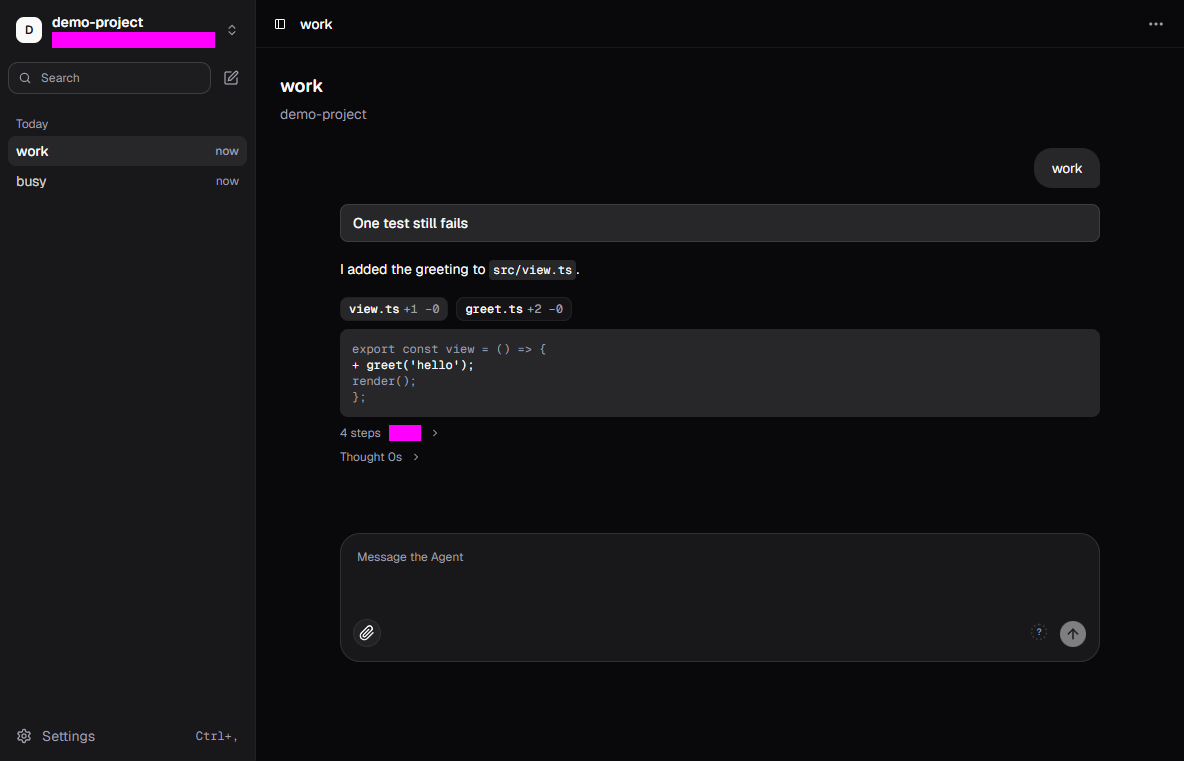 D
demo-project
Search
Today
work now
busy now
Settings Ctrl+,
work
work
demo-project
work
One test still fails
I added the greeting to src/view.ts.
view.ts +1 −0 greet.ts +2 −0
export const view = () => {
+ greet('hello');
render();
};
4 steps
Thought 0s
Message the Agent
?